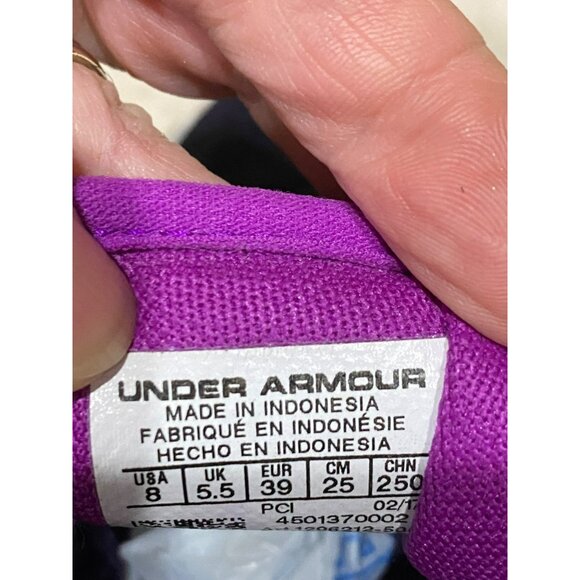 UNDER ARMOUR
MADE IN INDONESIA
FABRIQUÉ EN INDONÉSIE
HECHO EN INDONESIA
USA UK EUR CM CHN
8 5.5 39 25 250
PCI 02/17
4501370002